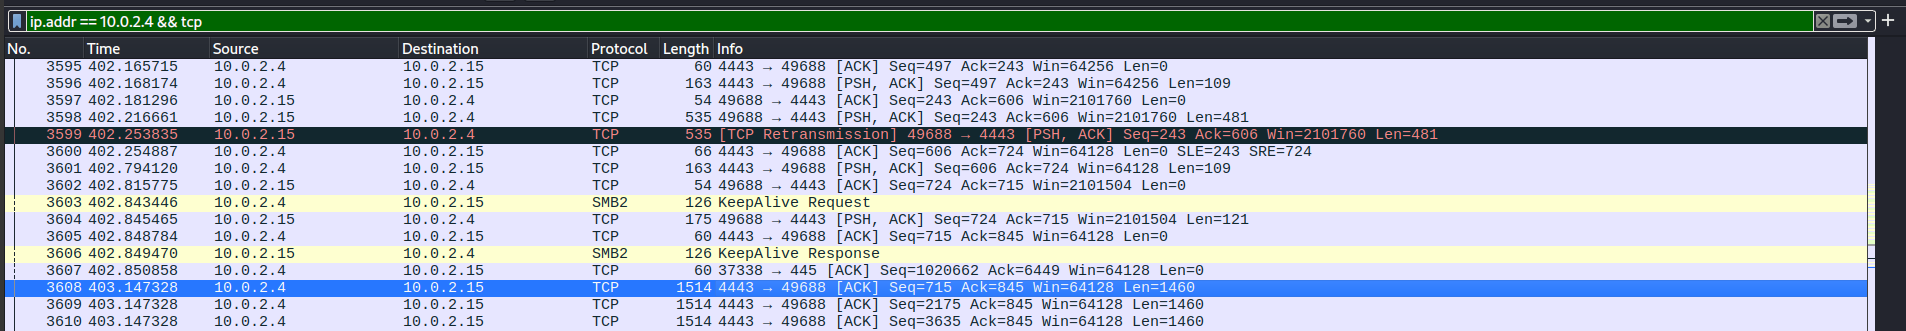 ip.addr == 10.0.2.4 && tcp
No. Time Source Destination Protocol Length Info
3595 402.165715 10.0.2.4 10.0.2.15 TCP 60 4443 → 49688 [ACK] Seq=497 Ack=243 Win=64256 Len=0
3596 402.168174 10.0.2.4 10.0.2.15 TCP 163 4443 → 49688 [PSH, ACK] Seq=497 Ack=243 Win=64256 Len=109
3597 402.181296 10.0.2.15 10.0.2.4 TCP 54 49688 → 4443 [ACK] Seq=243 Ack=606 Win=2101760 Len=0
3598 402.216661 10.0.2.15 10.0.2.4 TCP 535 49688 → 4443 [PSH, ACK] Seq=243 Ack=606 Win=2101760 Len=481
3599 402.253835 10.0.2.15 10.0.2.4 TCP 535 [TCP Retransmission] 49688 → 4443 [PSH, ACK] Seq=243 Ack=606 Win=2101760 Len=481
3600 402.254887 10.0.2.4 10.0.2.15 TCP 66 4443 → 49688 [ACK] Seq=606 Ack=724 Win=64128 Len=0 SLE=243 SRE=724
3601 402.794120 10.0.2.4 10.0.2.15 TCP 163 4443 → 49688 [PSH, ACK] Seq=606 Ack=724 Win=64128 Len=109
3602 402.815775 10.0.2.15 10.0.2.4 TCP 54 49688 → 4443 [ACK] Seq=724 Ack=715 Win=2101504 Len=0
3603 402.843446 10.0.2.4 10.0.2.15 SMB2 126 KeepAlive Request
3604 402.845465 10.0.2.15 10.0.2.4 TCP 175 49688 → 4443 [PSH, ACK] Seq=724 Ack=715 Win=2101504 Len=121
3605 402.848784 10.0.2.4 10.0.2.15 TCP 60 4443 → 49688 [ACK] Seq=715 Ack=845 Win=64128 Len=0
3606 402.849470 10.0.2.15 10.0.2.4 SMB2 126 KeepAlive Response
3607 402.850858 10.0.2.4 10.0.2.15 TCP 60 37338 → 445 [ACK] Seq=1020662 Ack=6449 Win=64128 Len=0
3608 403.147328 10.0.2.4 10.0.2.15 TCP 1514 4443 → 49688 [ACK] Seq=715 Ack=845 Win=64128 Len=1460
3609 403.147328 10.0.2.4 10.0.2.15 TCP 1514 4443 → 49688 [ACK] Seq=2175 Ack=845 Win=64128 Len=1460
3610 403.147328 10.0.2.4 10.0.2.15 TCP 1514 4443 → 49688 [ACK] Seq=3635 Ack=845 Win=64128 Len=1460